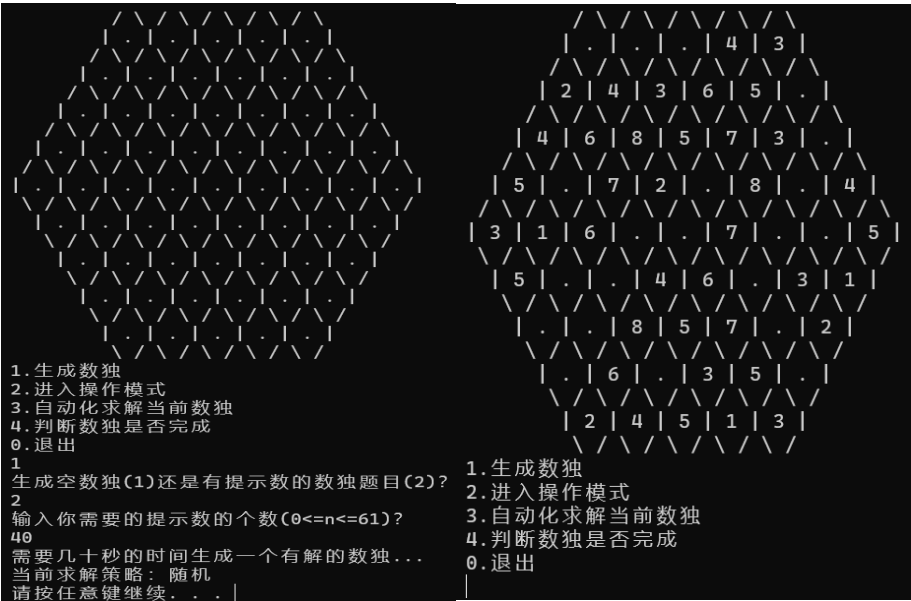 / \ / \ / \ / \ / \
| . | . | . | . | . |
/ \ / \ / \ / \ / \ / \
| . | . | . | . | . | . |
/ \ / \ / \ / \ / \ / \ / \
| . | . | . | . | . | . | . |
/ \ / \ / \ / \ / \ / \ / \ / \
| . | . | . | . | . | . | . | . |
/ \ / \ / \ / \ / \ / \ / \ / \ / \
| . | . | . | . | . | . | . | . | . |
\ / \ / \ / \ / \ / \ / \ / \ / \ /
| . | . | . | . | . | . | . | . |
\ / \ / \ / \ / \ / \ / \ / \ /
| . | . | . | . | . | . | . |
\ / \ / \ / \ / \ / \ / \ /
| . | . | . | . | . | . |
\ / \ / \ / \ / \ / \ /
| . | . | . | . | . |
\ / \ / \ / \ / \ /
1.生成数独
2.进入操作模式
3.自动化求解当前数独
4.判断数独是否完成
0.退出
1
生成空数独(1)还是有提示数的数独题目(2)?
2
输入你需要的提示数的个数(0<=n<=61)?
40
需要几十秒的时间生成一个有解的数独...
当前求解策略: 随机
请按任意键继续. . .
/ \ / \ / \ / \ / \
| . | . | . | 4 | 3 |
/ \ / \ / \ / \ / \ / \
| 2 | 4 | 3 | 6 | 5 | . |
/ \ / \ / \ / \ / \ / \ / \
| 4 | 6 | 8 | 5 | 7 | 3 | . |
/ \ / \ / \ / \ / \ / \ / \ / \
| 5 | . | 7 | 2 | . | 8 | . | 4 |
/ \ / \ / \ / \ / \ / \ / \ / \ / \
| 3 | 1 | 6 | . | . | 7 | . | . | 5 |
\ / \ / \ / \ / \ / \ / \ / \ / \ /
| 5 | . | . | 4 | 6 | . | 3 | 1 |
\ / \ / \ / \ / \ / \ / \ / \ /
| . | . | 8 | 5 | 7 | . | 2 |
\ / \ / \ / \ / \ / \ / \ /
| . | 6 | . | 3 | 5 | . |
\ / \ / \ / \ / \ / \ /
| 2 | 4 | 5 | 1 | 3 |
\ / \ / \ / \ / \ /
1.生成数独
2.进入操作模式
3.自动化求解当前数独
4.判断数独是否完成
0.退出